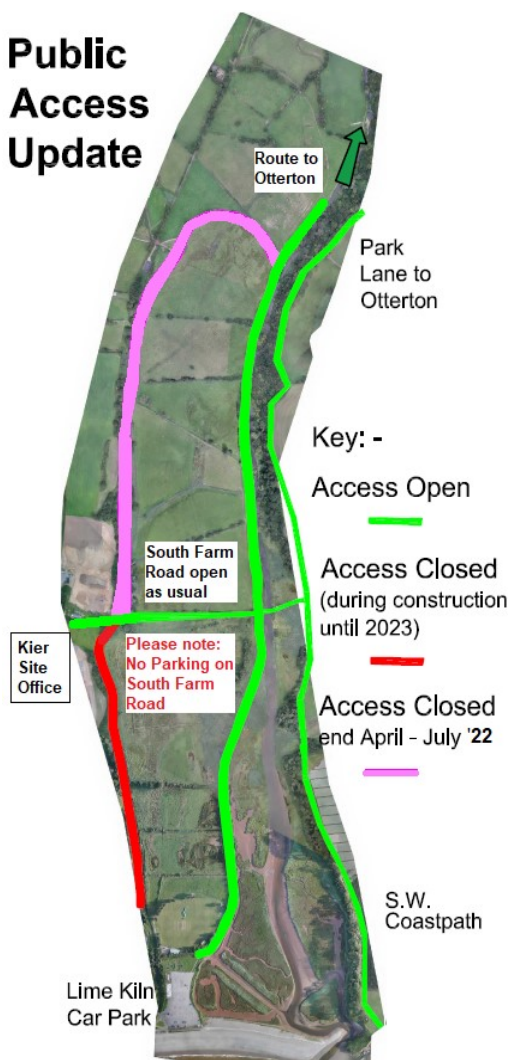 Public
Access
Update
Route to
Otterton
Park
Lane to
Otterton
Key: -
Access Open
South Farm
Road open
as usual
Access Closed
(during construction
until 2023)
Kier
Site
Office
Please note:
No Parking on
South Farm
Road
Access Closed
end April - July '22
S.W.
Coastpath
Lime Kiln
Car Park